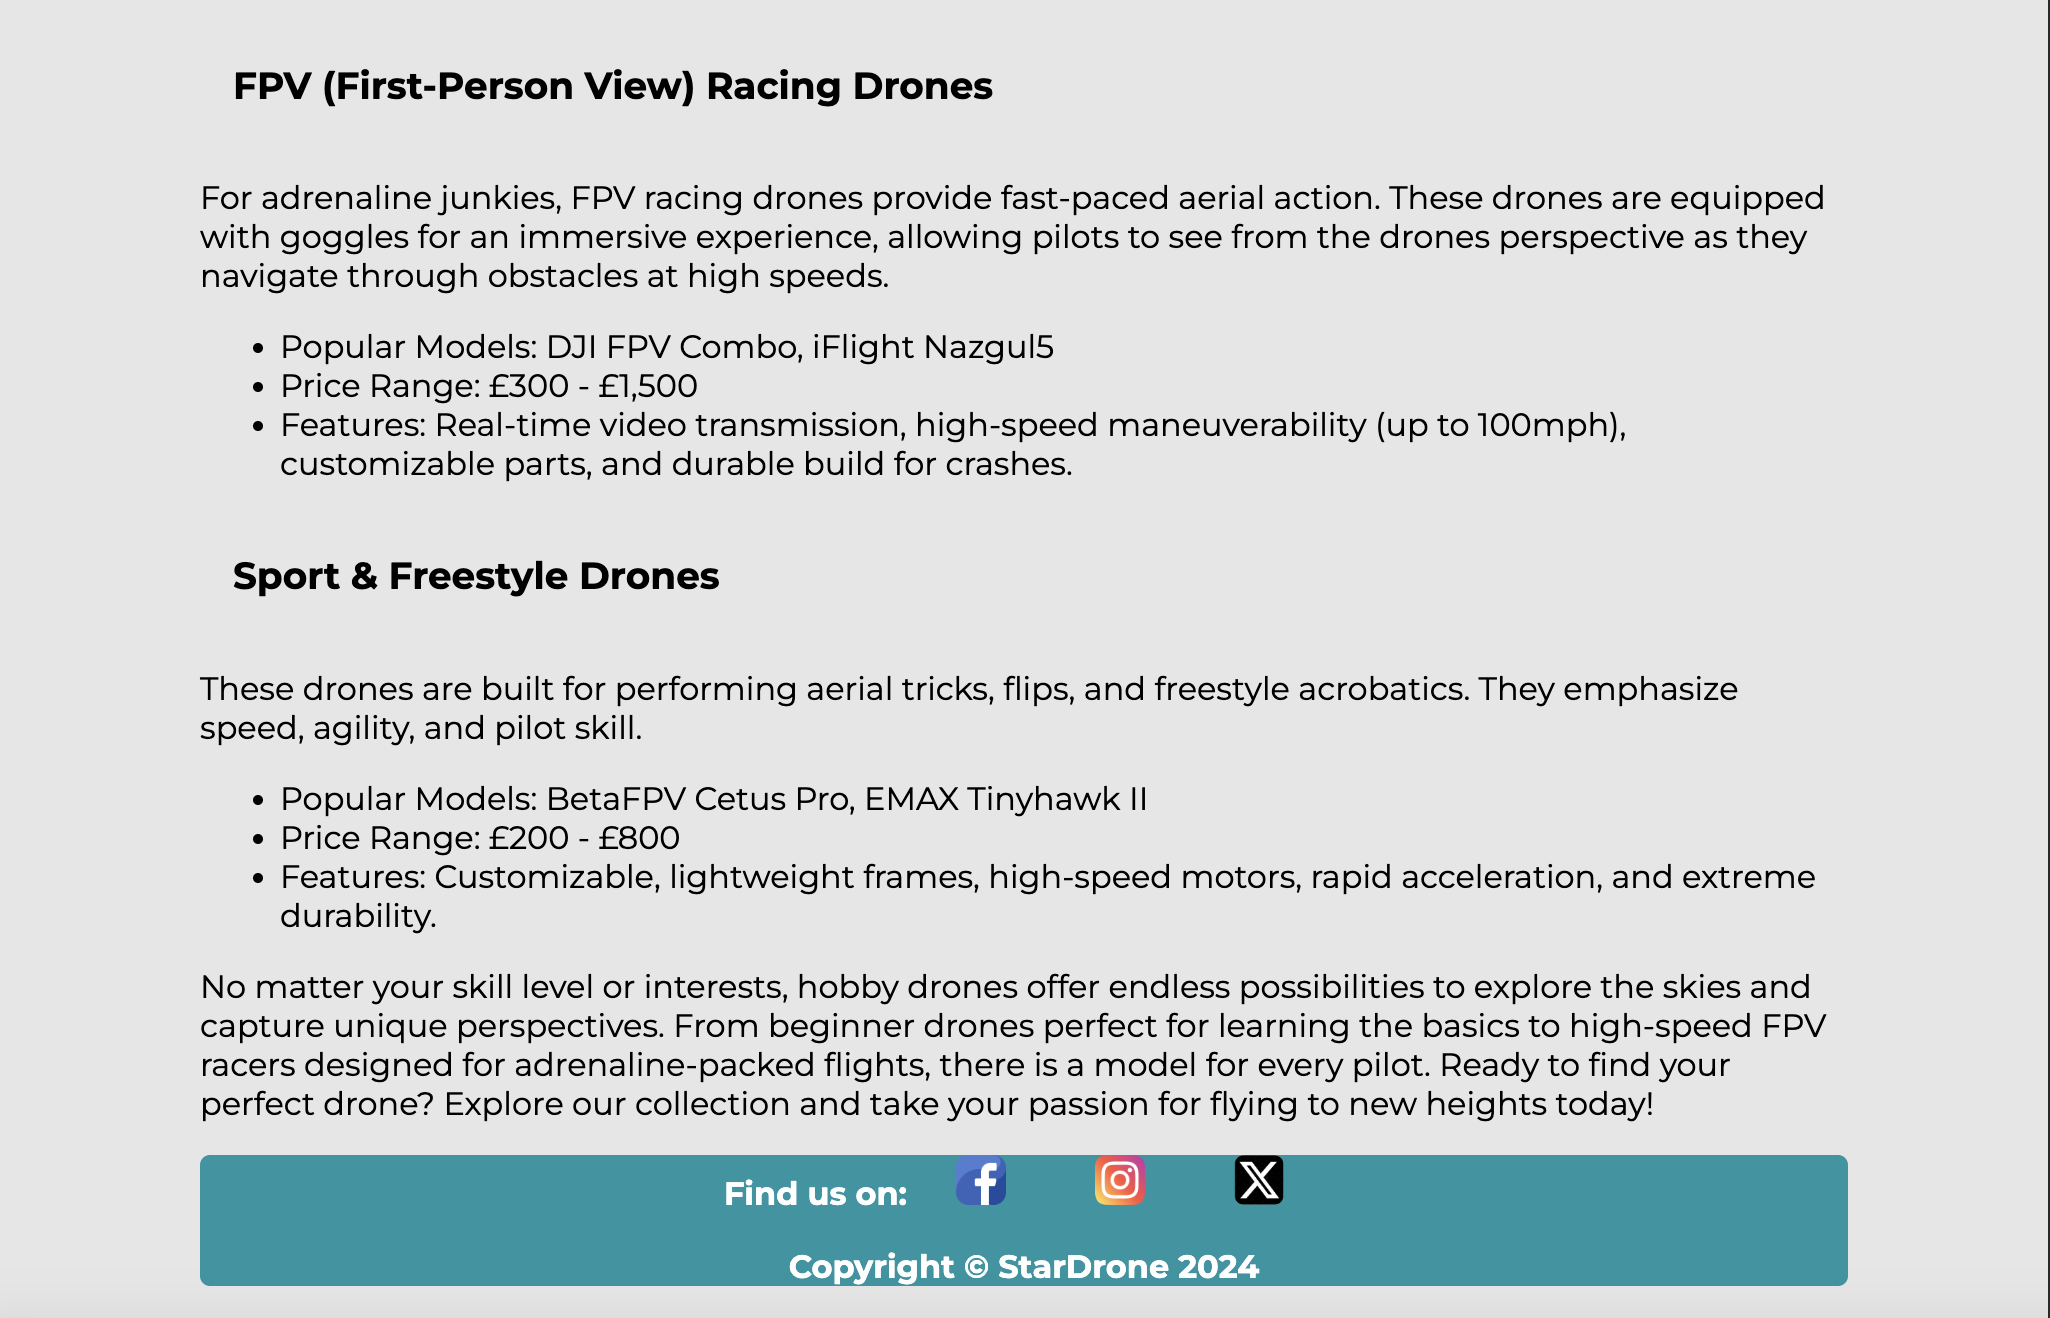 FPV (First-Person View) Racing Drones
For adrenaline junkies, FPV racing drones provide fast-paced aerial action. These drones are equipped
with goggles for an immersive experience, allowing pilots to see from the drones perspective as they
navigate through obstacles at high speeds.
• Popular Models: DJI FPV Combo, iFlight Nazgul5
• Price Range: £300 - £1,500
• Features: Real-time video transmission, high-speed maneuverability (up to 100mph),
customizable parts, and durable build for crashes.
Sport & Freestyle Drones
These drones are built for performing aerial tricks, flips, and freestyle acrobatics. They emphasize
speed, agility, and pilot skill.
• Popular Models: BetaFPV Cetus Pro, EMAX Tinyhawk II
• Price Range: £200 - £800
• Features: Customizable, lightweight frames, high-speed motors, rapid acceleration, and extreme
durability.
No matter your skill level or interests, hobby drones offer endless possibilities to explore the skies and
capture unique perspectives. From beginner drones perfect for learning the basics to high-speed FPV
racers designed for adrenaline-packed flights, there is a model for every pilot. Ready to find your
perfect drone? Explore our collection and take your passion for flying to new heights today!
Find us on:
Copyright © StarDrone 2024